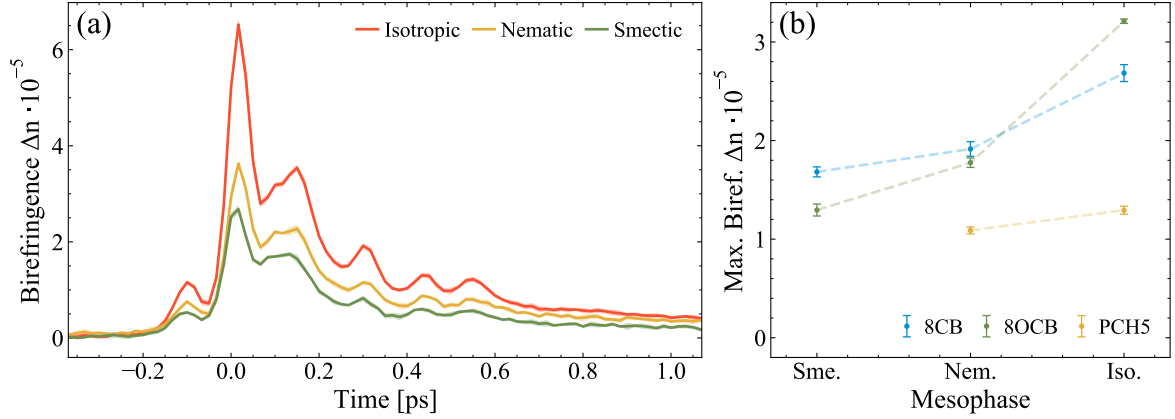 (a)
Isotropic Nematic Smectic
Birefringence Δn ·10⁻⁵
6
4
2
0
−0.2 0.0 0.2 0.4 0.6 0.8 1.0
Time [ps]
(b)
Max. Biref. Δn ·10⁻⁵
3
2
1
0
8CB 8OCB PCH5
Sme. Nem. Iso.
Mesophase